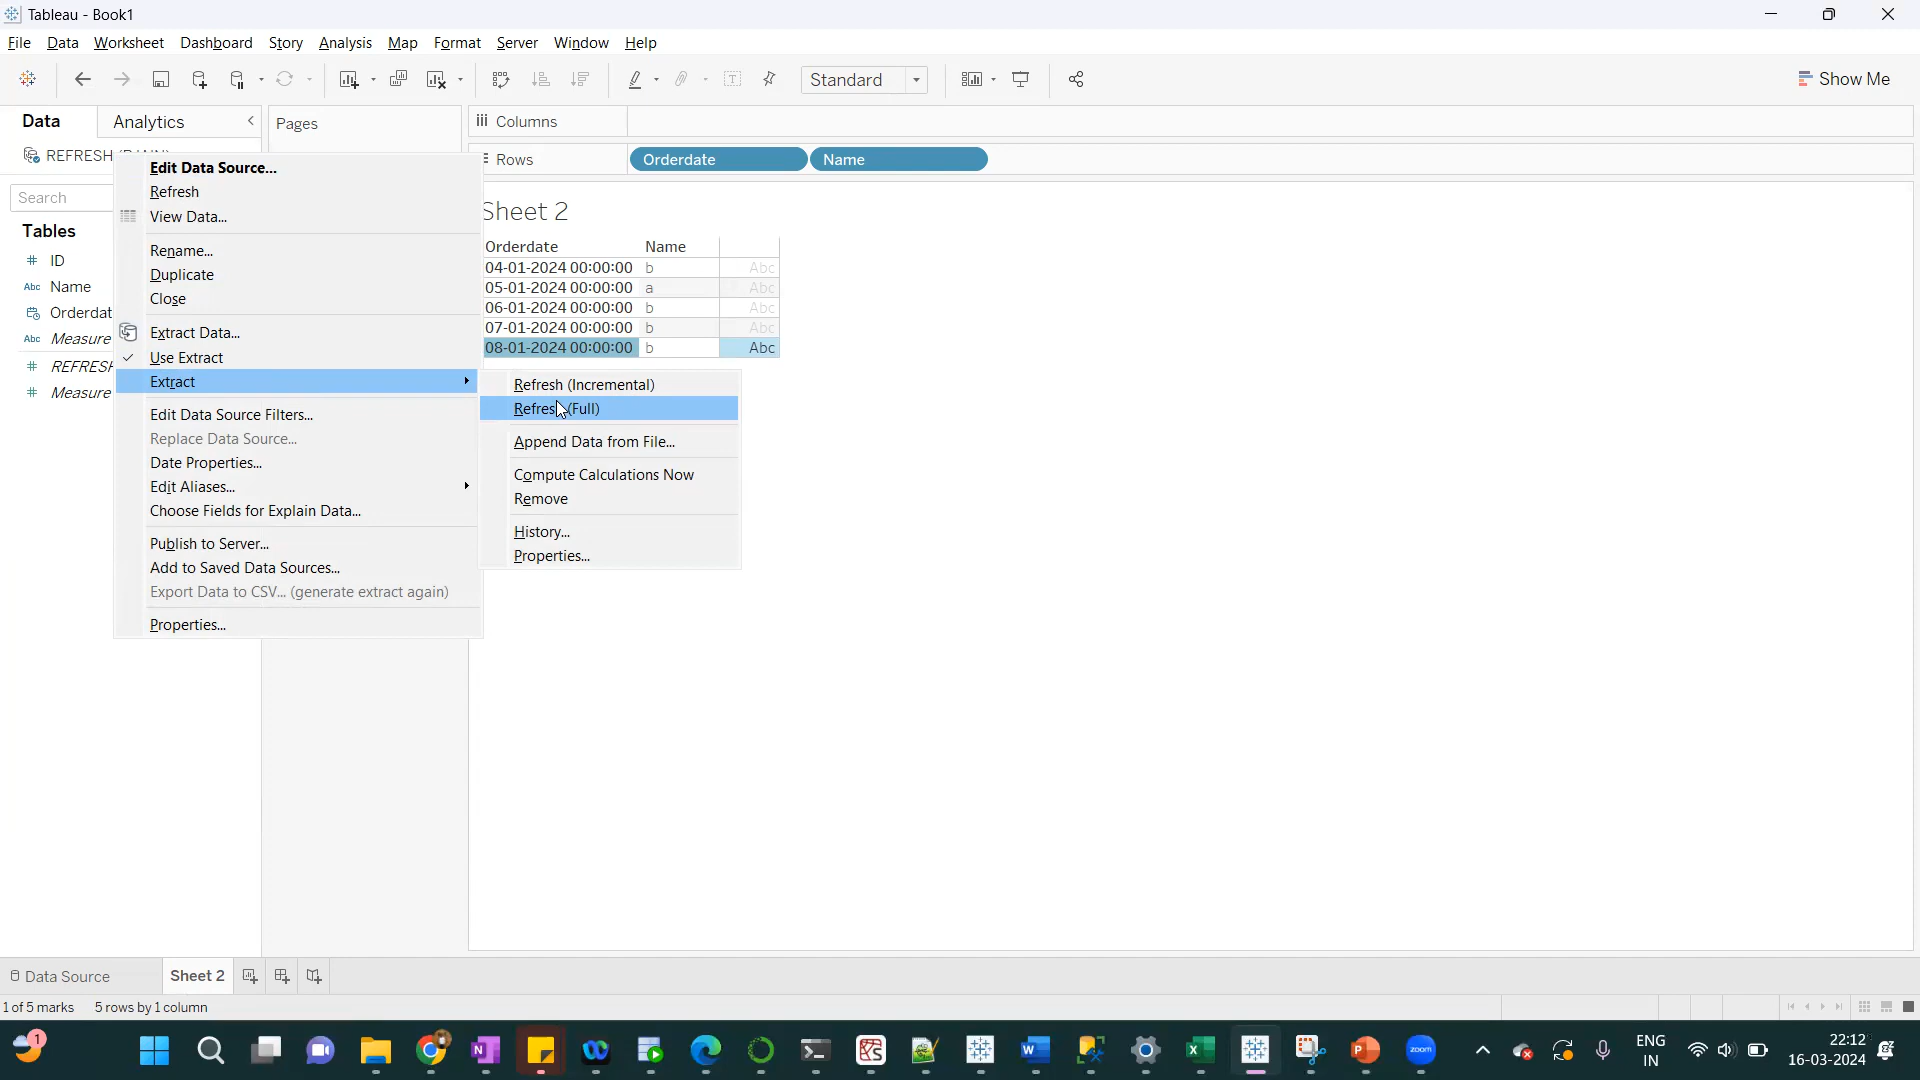 Tableau - Book1
File Data Worksheet Dashboard Story Analysis Map Format Server Window Help
Standard
Show Me
Data Analytics
Pages
Columns
REFRESH
Rows Orderdate Name
Search
Tables
ID
Abc Name
Orderdat
Abc Measure
REFRESH
Measure
Edit Data Source...
Refresh
View Data...
Rename...
Duplicate
Close
Extract Data...
Use Extract
Extract
Edit Data Source Filters...
Replace Data Source...
Date Properties...
Edit Aliases...
Choose Fields for Explain Data...
Publish to Server...
Add to Saved Data Sources...
Export Data to CSV... (generate extract again)
Properties...
Refresh (Incremental)
Refresh (Full)
Append Data from File...
Compute Calculations Now
Remove
History...
Properties...
Sheet 2
Orderdate Name
04-01-2024 00:00:00 b Abc
05-01-2024 00:00:00 a Abc
06-01-2024 00:00:00 b Abc
07-01-2024 00:00:00 b Abc
08-01-2024 00:00:00 b Abc
Data Source Sheet 2
1 of 5 marks 5 rows by 1 column
1
zoom
ENG
IN
22:12
16-03-2024